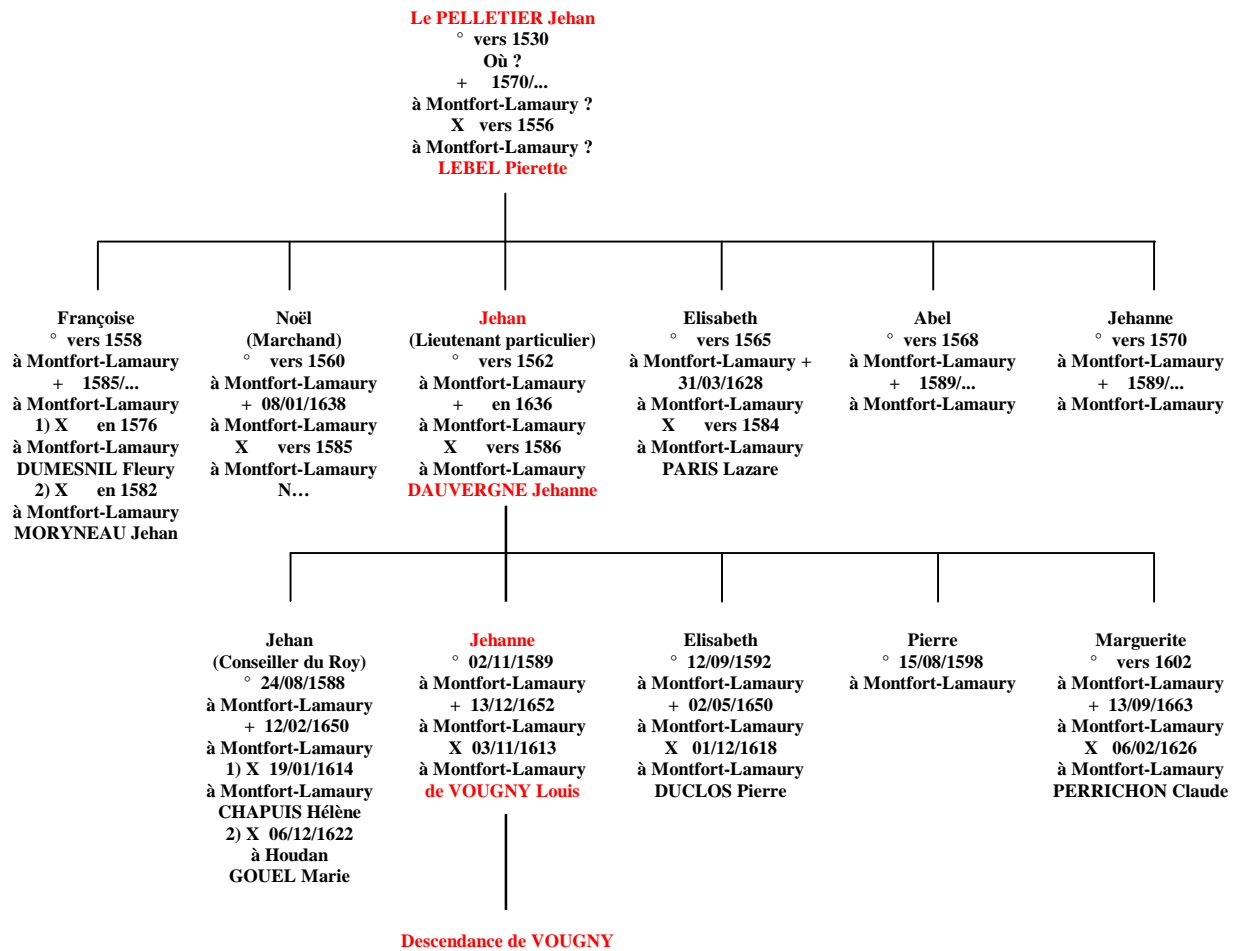 Le PELLETIER Jehan
° vers 1530
Où ?
+ 1570/...
à Montfort-Lamaury ?
X vers 1556
à Montfort-Lamaury ?
LEBEL Pierette
Françoise
° vers 1558
à Montfort-Lamaury
+ 1585/...
à Montfort-Lamaury
1) X en 1576
à Montfort-Lamaury
DUMESNIL Fleury
2) X en 1582
à Montfort-Lamaury
MORYNEAU Jehan
Noël
(Marchand)
° vers 1560
à Montfort-Lamaury
+ 08/01/1638
à Montfort-Lamaury
X vers 1585
à Montfort-Lamaury
N…
Jehan
(Lieutenant particulier)
° vers 1562
à Montfort-Lamaury
+ en 1636
à Montfort-Lamaury
X vers 1586
à Montfort-Lamaury
DAUVERGNE Jehanne
Elisabeth
° vers 1565
à Montfort-Lamaury +
31/03/1628
à Montfort-Lamaury
X vers 1584
à Montfort-Lamaury
PARIS Lazare
Abel
° vers 1568
à Montfort-Lamaury
+ 1589/...
à Montfort-Lamaury
Jehanne
° vers 1570
à Montfort-Lamaury
+ 1589/...
à Montfort-Lamaury
Jehan
(Conseiller du Roy)
° 24/08/1588
à Montfort-Lamaury
+ 12/02/1650
à Montfort-Lamaury
1) X 19/01/1614
à Montfort-Lamaury
CHAPUIS Hélène
2) X 06/12/1622
à Houdan
GOUEL Marie
Jehanne
° 02/11/1589
à Montfort-Lamaury
+ 13/12/1652
à Montfort-Lamaury
X 03/11/1613
à Montfort-Lamaury
de VOUGNY Louis
Elisabeth
° 12/09/1592
à Montfort-Lamaury
+ 02/05/1650
à Montfort-Lamaury
X 01/12/1618
à Montfort-Lamaury
DUCLOS Pierre
Pierre
° 15/08/1598
à Montfort-Lamaury
Marguerite
° vers 1602
à Montfort-Lamaury
+ 13/09/1663
à Montfort-Lamaury
X 06/02/1626
à Montfort-Lamaury
PERRICHON Claude
Descendance de VOUGNY